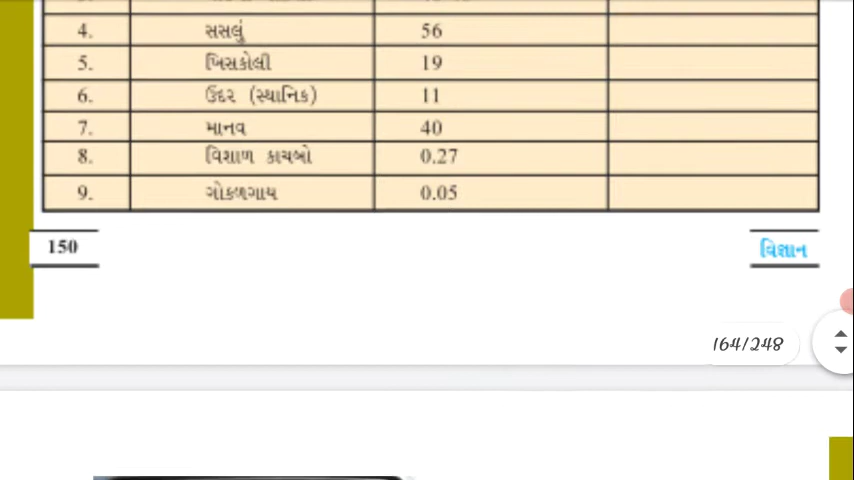 4. સસલું 56
5. ખિસકોલી 19
6. ઉંદર (સ્થાનિક) 11
7. માનવ 40
8. વિશાળ કાચબો 0.27
9. ગોકળગાય 0.05
150
વિજ્ઞાન
164/248